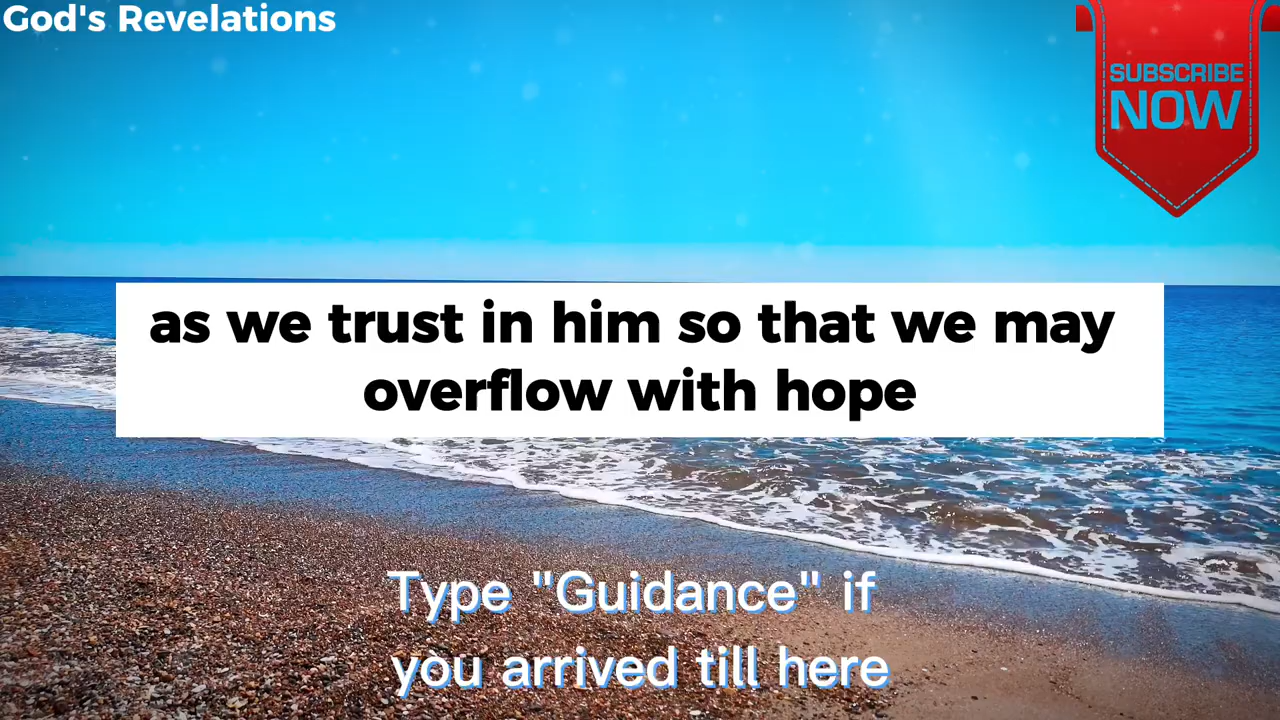 God's Revelations
SUBSCRIBE
NOW
as we trust in him so that we may
overflow with hope
Type "Guidance" if
you arrived till here